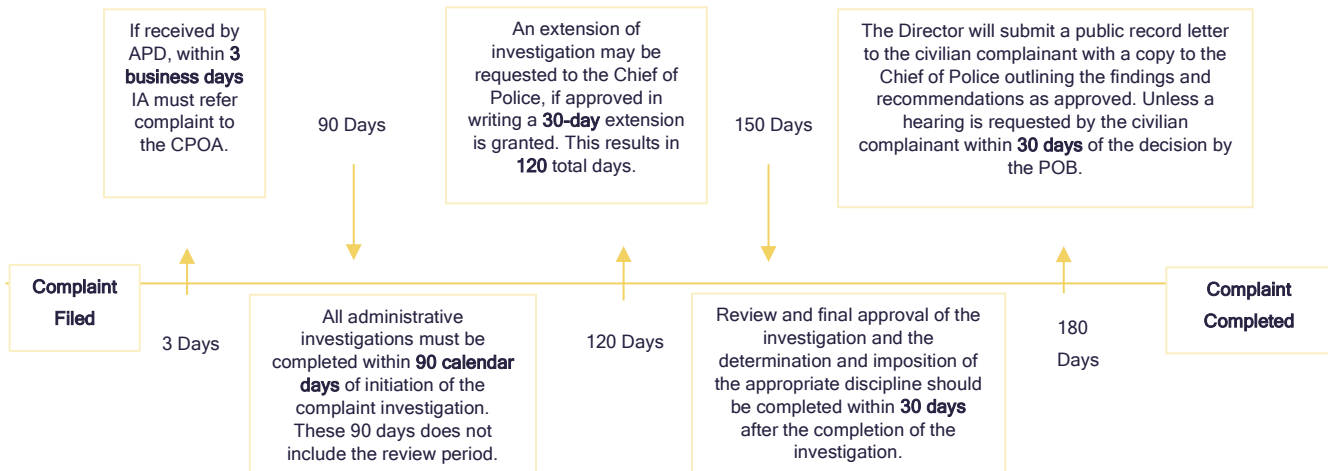 If received by
APD, within 3
business days
IA must refer
complaint to
the CPOA.
90 Days
An extension of
investigation may be
requested to the Chief of
Police, if approved in
writing a 30-day extension
is granted. This results in
120 total days.
150 Days
The Director will submit a public record letter
to the civilian complainant with a copy to the
Chief of Police outlining the findings and
recommendations as approved. Unless a
hearing is requested by the civilian
complainant within 30 days of the decision by
the POB.
Complaint
Filed
3 Days
All administrative
investigations must be
completed within 90 calendar
days of initiation of the
complaint investigation.
These 90 days does not
include the review period.
120 Days
Review and final approval of the
investigation and the
determination and imposition of
the appropriate discipline should
be completed within 30 days
after the completion of the
investigation.
180
Days
Complaint
Completed